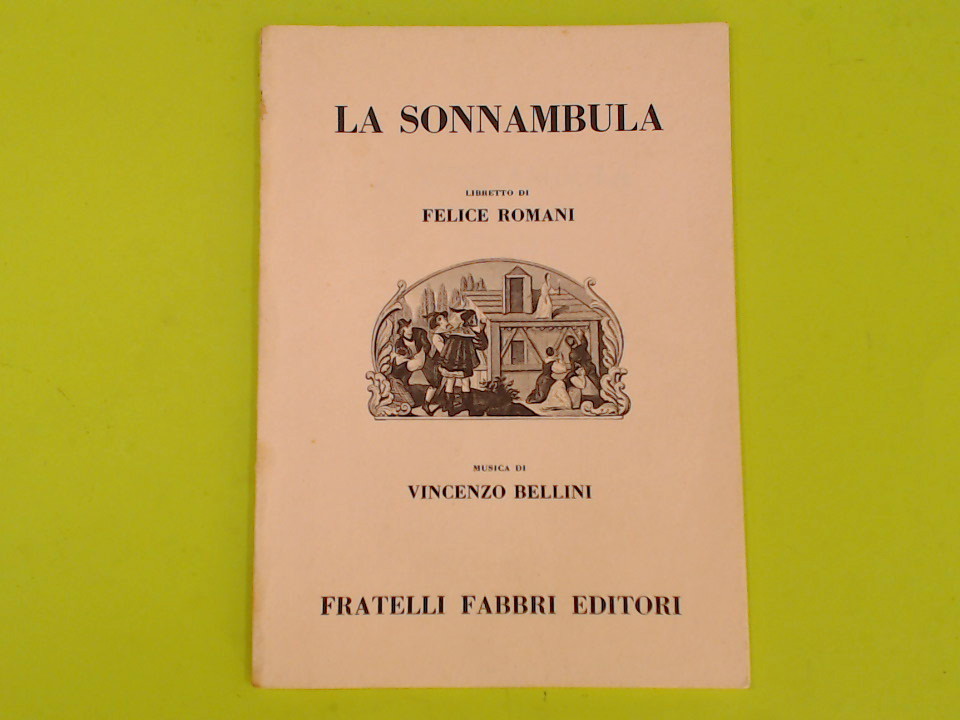 LA SONNAMBULA
LIBRETTO DI
FELICE ROMANI
MUSICA DI
VINCENZO BELLINI
FRATELLI FABBRI EDITORI